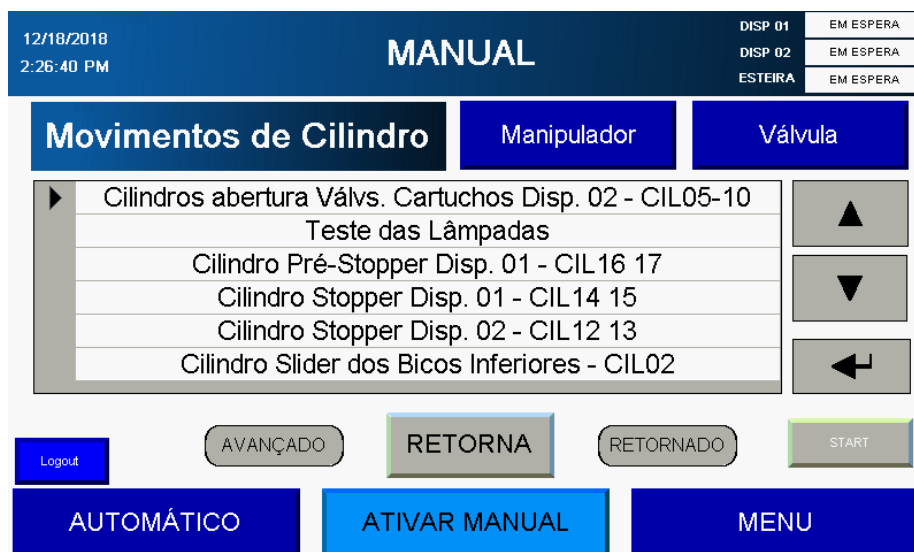 12/18/2018
2:26:40 PM
MANUAL
DISP 01 EM ESPERA
DISP 02 EM ESPERA
ESTEIRA EM ESPERA
Movimentos de Cilindro
Manipulador
Válvula
Cilindros abertura Válvs. Cartuchos Disp. 02 - CIL05-10
Teste das Lâmpadas
Cilindro Pré-Stopper Disp. 01 - CIL16 17
Cilindro Stopper Disp. 01 - CIL14 15
Cilindro Stopper Disp. 02 - CIL12 13
Cilindro Slider dos Bicos Inferiores - CIL02
Logout
AVANÇADO
RETORNA
RETORNADO
START
AUTOMÁTICO
ATIVAR MANUAL
MENU